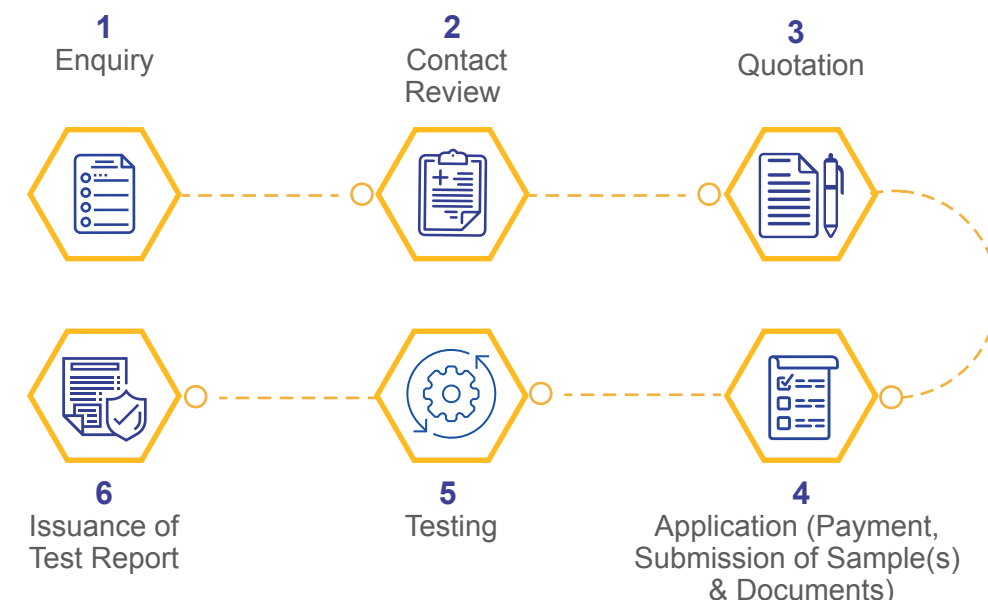 1
Enquiry
2
Contact
Review
3
Quotation
6
Issuance of
Test Report
5
Testing
4
Application (Payment,
Submission of Sample(s)
& Documents)